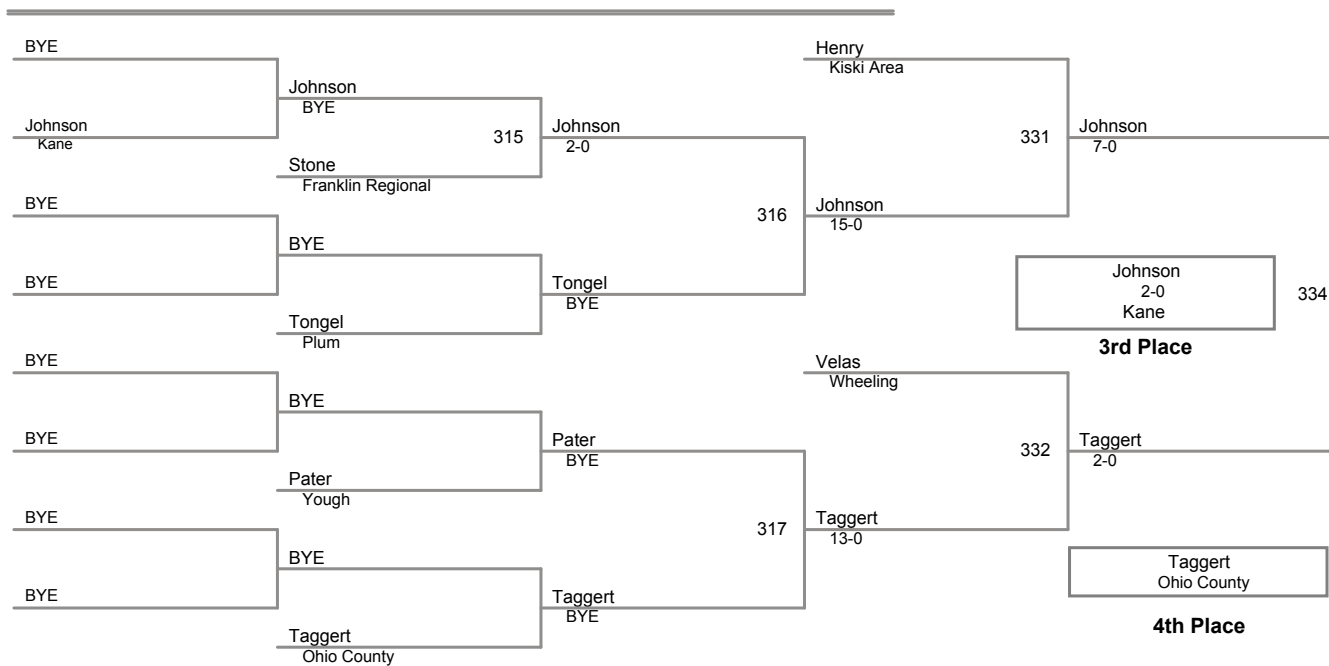 BYE
Henry
Kiski Area
Johnson
BYE
Johnson
Kane
315
Johnson
2-0
331
Johnson
7-0
Stone
Franklin Regional
BYE
316
Johnson
15-0
BYE
BYE
Tongel
BYE
Johnson
2-0
Kane
334
Tongel
Plum
3rd Place
BYE
Velas
Wheeling
BYE
BYE
Pater
BYE
332
Taggert
2-0
Pater
Yough
BYE
317
Taggert
13-0
BYE
Taggert
Ohio County
BYE
Taggert
BYE
4th Place
Taggert
Ohio County